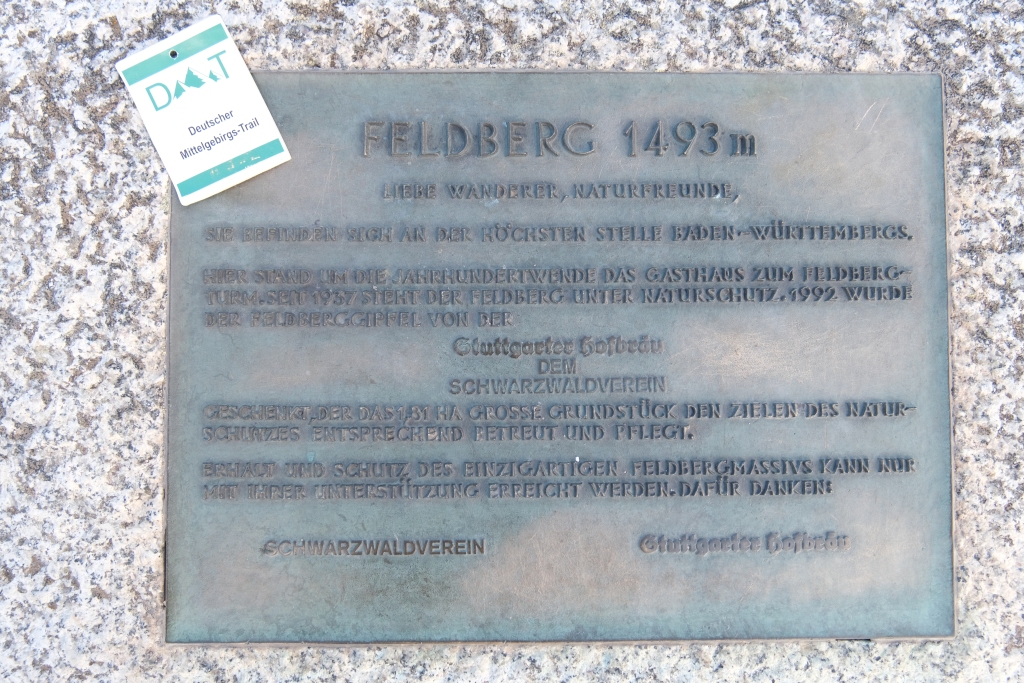 DMT
Deutscher
Mittelgebirgs-Trail
FELDBERG 1493 m
LIEBE WANDERER, NATURFREUNDE,
SIE BEFINDEN SICH AN DER HÖCHSTEN STELLE BADEN-WÜRTTEMBERGS.
HIER STAND UM DIE JAHRHUNDERTWENDE DAS GASTHAUS ZUM FELDBERG-
TURM. SEIT 1937 STEHT DER FELDBERG UNTER NATURSCHUTZ. 1992 WURDE
DER FELDBERGGIPFEL VON DER
Stuttgarter Hofbräu
DEM
SCHWARZWALDVEREIN
GESCHENKT, DER DAS 1,81 HA GROSSE GRUNDSTÜCK DEN ZIELEN DES NATUR-
SCHUTZES ENTSPRECHEND BETREUT UND PFLEGT.
ERHALT UND SCHUTZ DES EINZIGARTIGEN FELDBERGMASSIVS KANN NUR
MIT IHRER UNTERSTÜTZUNG ERREICHT WERDEN. DAFÜR DANKEN:
SCHWARZWALDVEREIN Stuttgarter Hofbräu